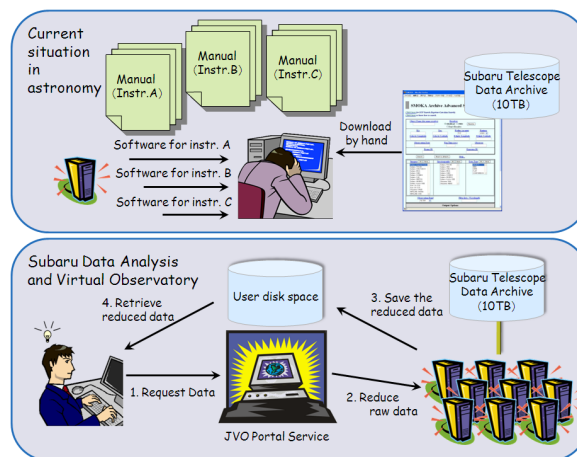 Current
situation
in
astronomy
Manual
(Instr.A)
Manual
(Instr.B)
Manual
(Instr.C)
Subaru Telescope
Data Archive
(10TB)
Software for instr. A
Software for instr. B
Software for instr. C
Download
by hand
SMOKA Archive Advanced
Subaru Data Analysis
and Virtual Observatory
4. Retrieve
reduced data
User disk space
3. Save the
reduced data
Subaru Telescope
Data Archive
(10TB)
1. Request Data
2. Reduce
raw data
JVO Portal Service